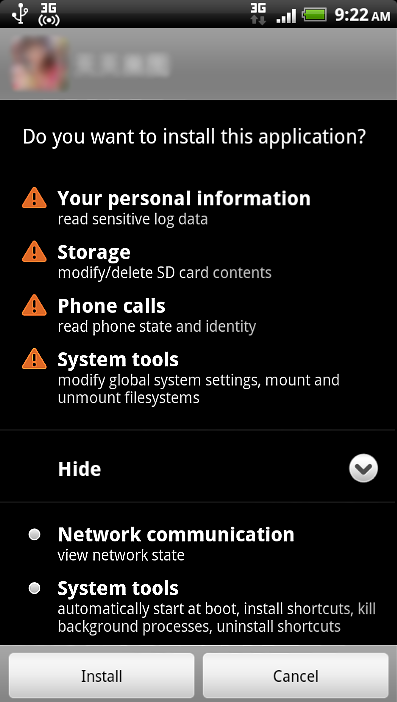 3G
3G
9:22 AM
Do you want to install this application?
Your personal information
read sensitive log data
Storage
modify/delete SD card contents
Phone calls
read phone state and identity
System tools
modify global system settings, mount and
unmount filesystems
Hide
Network communication
view network state
System tools
automatically start at boot, install shortcuts, kill
background processes, uninstall shortcuts
Install
Cancel